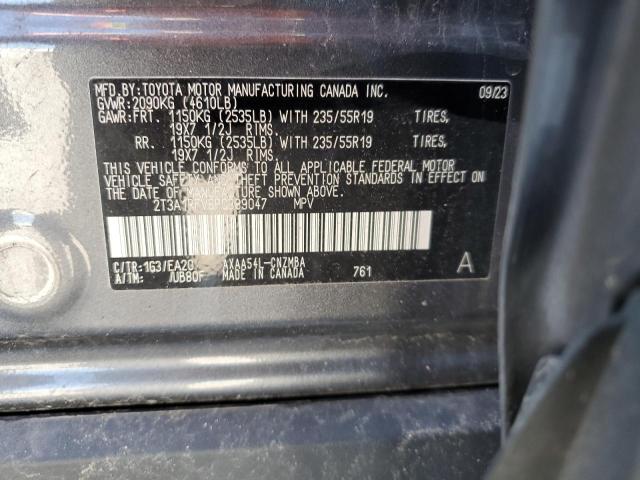 MFD.BY:TOYOTA MOTOR MANUFACTURING CANADA INC. 09/23
GVWR:2090KG (4610LB)
GAWR:FRT. 1150KG (2535LB) WITH 235/55R19 TIRES,
19X7 1/2J RIMS.
RR. 1150KG (2535LB) WITH 235/55R19 TIRES,
19X7 1/2J RIMS.
THIS VEHICLE CONFORMS TO ALL APPLICABLE FEDERAL MOTOR
VEHICLE SAFETY AND THEFT PREVENTION STANDARDS IN EFFECT ON
THE DATE OF MANUFACTURE SHOWN ABOVE.
MPV
C/TR:1G3/EA20 AXAA54L-CNZMBA
A/TM: /UB80F MADE IN CANADA 761 A